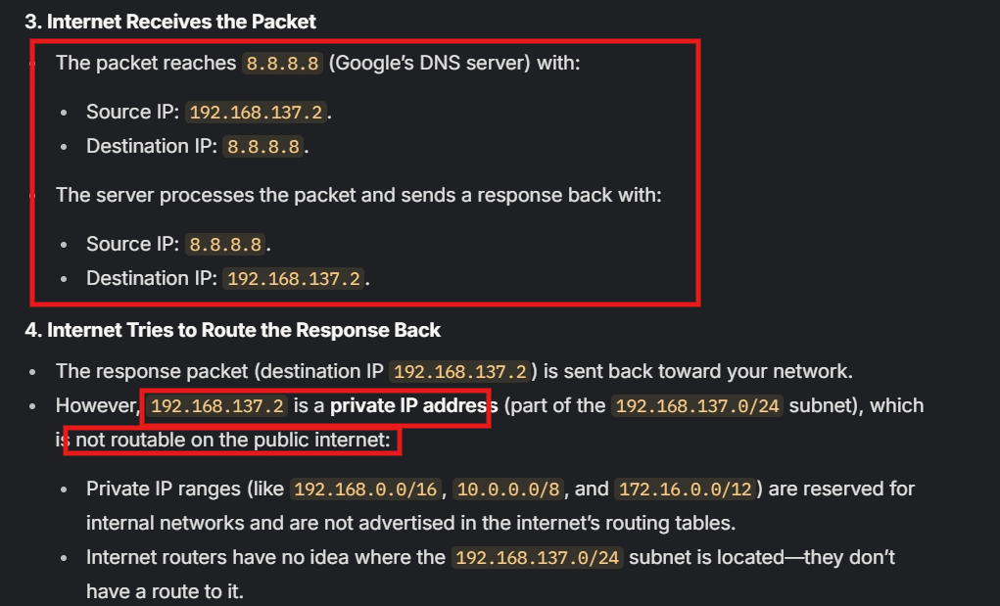 3. Internet Receives the Packet
The packet reaches 8.8.8.8 (Google's DNS server) with:
Source IP: 192.168.137.2.
Destination IP: 8.8.8.8.
The server processes the packet and sends a response back with:
Source IP: 8.8.8.8.
Destination IP: 192.168.137.2.
4. Internet Tries to Route the Response Back
The response packet (destination IP 192.168.137.2) is sent back toward your network.
However, 192.168.137.2 is a private IP address (part of the 192.168.137.0/24 subnet), which
is not routable on the public internet:
Private IP ranges (like 192.168.0.0/16, 10.0.0.0/8, and 172.16.0.0/12) are reserved for
internal networks and are not advertised in the internet's routing tables.
Internet routers have no idea where the 192.168.137.0/24 subnet is located—they don't
have a route to it.